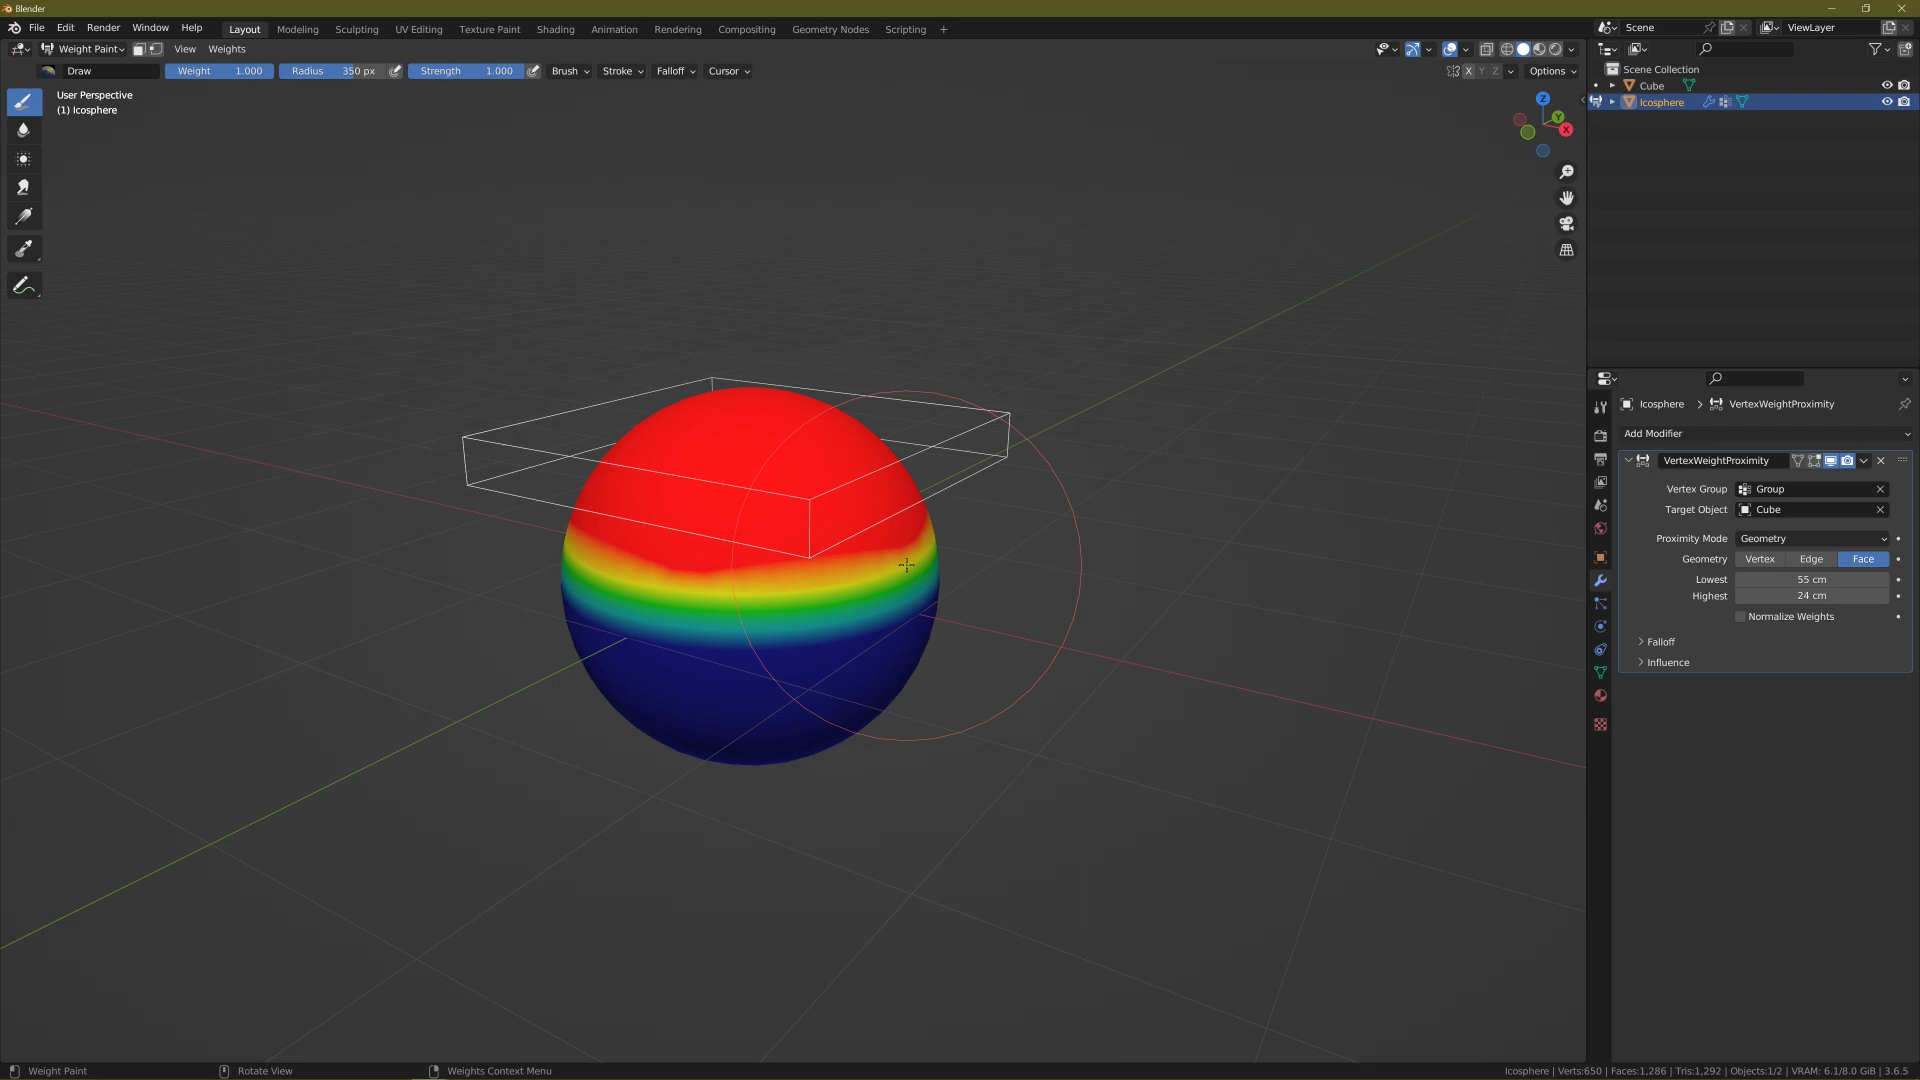 Blender
File Edit Render Window Help Layout Modeling Sculpting UV Editing Texture Paint Shading Animation Rendering Compositing Geometry Nodes Scripting +
Scene ViewLayer
Weight Paint View Weights
Draw Weight 1.000 Radius 350 px Strength 1.000 Brush Stroke Falloff Cursor X Y Z Options
User Perspective
(1) Icosphere
Z
Y
X
Scene Collection
Cube
Icosphere
Icosphere > VertexWeightProximity
Add Modifier
VertexWeightProximity
Vertex Group Group
Target Object Cube
Proximity Mode Geometry
Geometry Vertex Edge Face
Lowest 55 cm
Highest 24 cm
Normalize Weights
Falloff
Influence
Weight Paint Rotate View Weights Context Menu Icosphere | Verts:650 | Faces:1,286 | Tris:1,292 | Objects:1/2 | VRAM: 6.1/8.0 GiB | 3.6.5